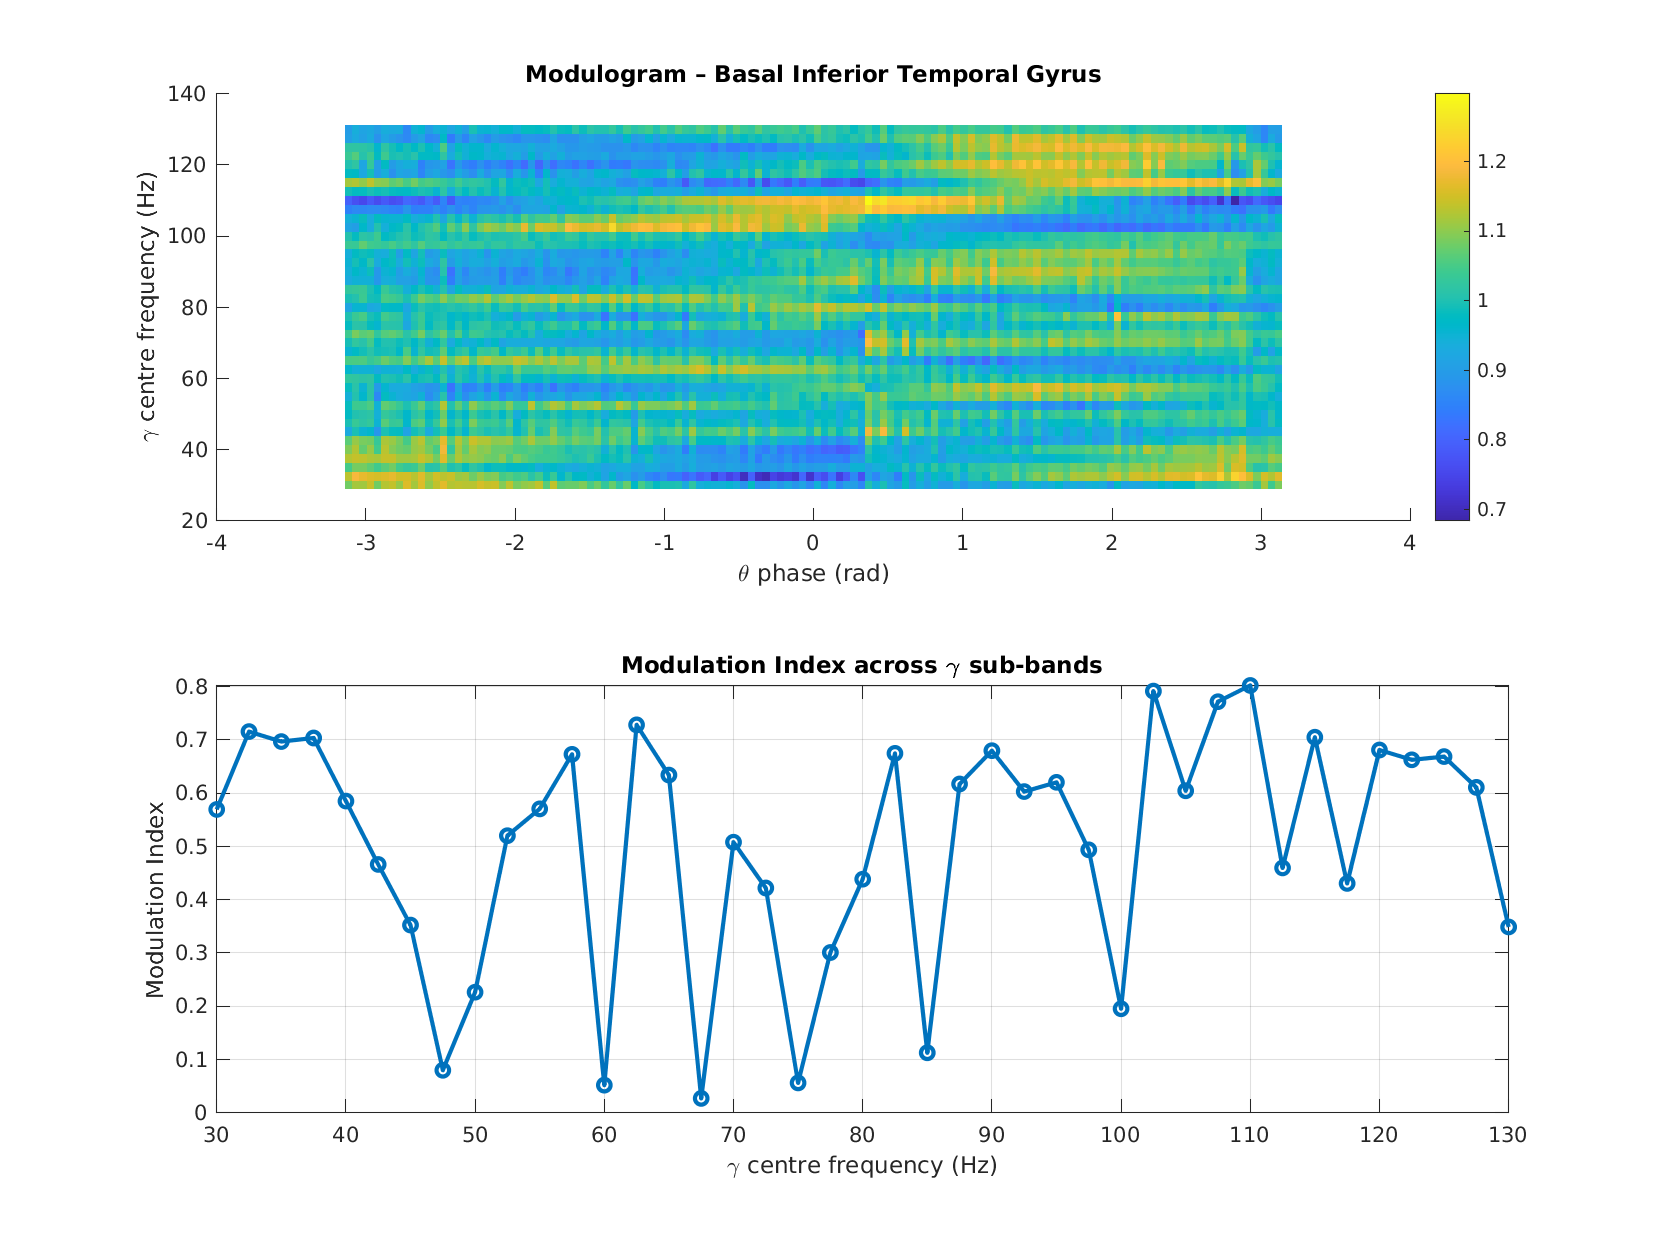 Modulogram – Basal Inferior Temporal Gyrus
140
120
100
80
60
40
20
γ centre frequency (Hz)
-4 -3 -2 -1 0 1 2 3 4
θ phase (rad)
1.2
1.1
1
0.9
0.8
0.7
Modulation Index across γ sub-bands
0.8
0.7
0.6
0.5
0.4
0.3
0.2
0.1
0
Modulation Index
30 40 50 60 70 80 90 100 110 120 130
γ centre frequency (Hz)